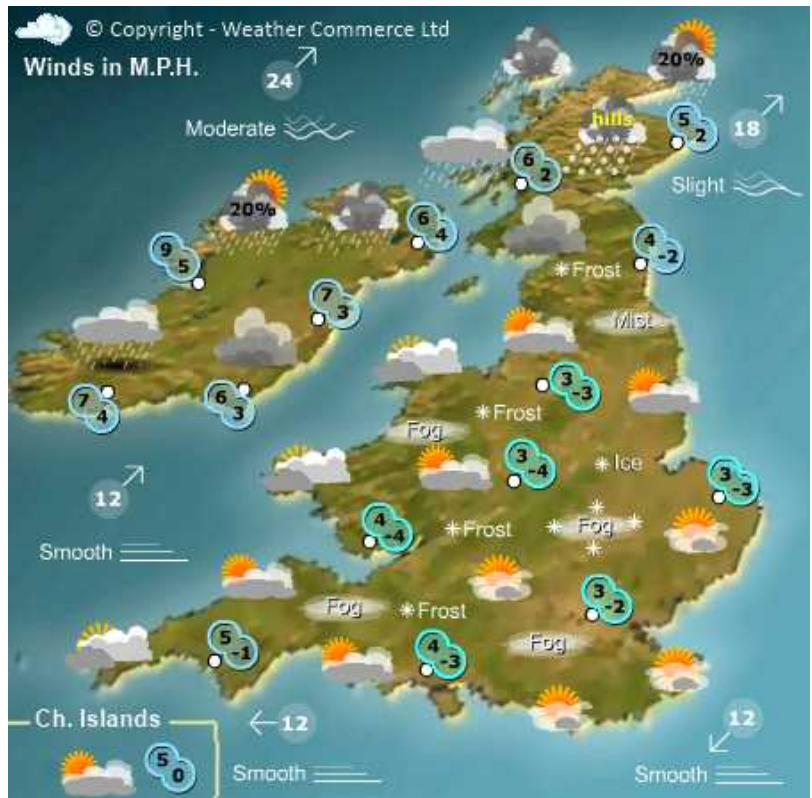 © Copyright - Weather Commerce Ltd
Winds in M.P.H.
24
20%
hills
5
2
18
Moderate
6
2
Slight
20%
6
4
4
-2
9
5
Frost
7
3
Mist
3
-3
7
4
6
3
Frost
Fog
3
-4
Ice
3
-3
12
4
-4
Frost
Fog
Smooth
3
-2
Fog
Frost
5
-1
4
-3
Fog
Ch. Islands
12
12
5
0
Smooth
Smooth